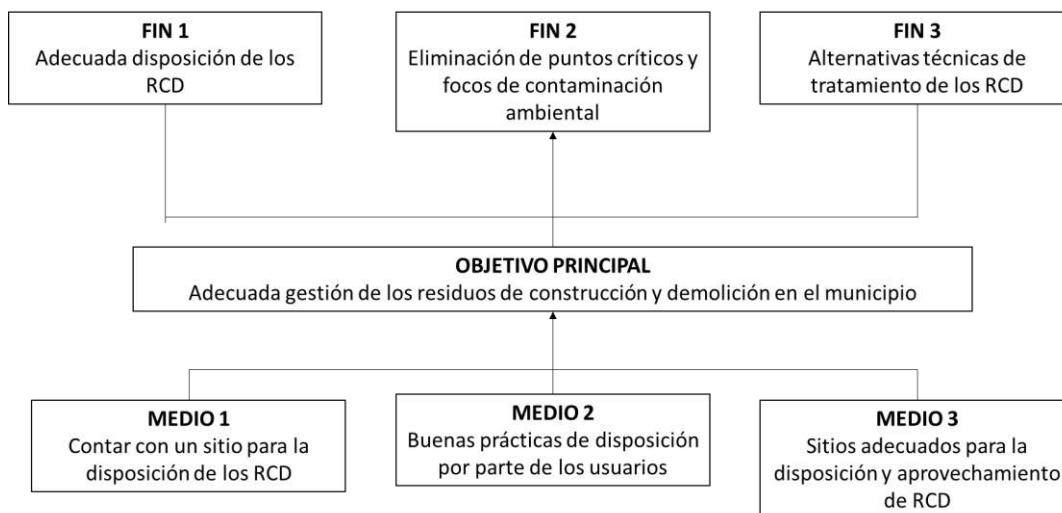 FIN 1
Adecuada disposición de los
RCD
FIN 2
Eliminación de puntos críticos y
focos de contaminación
ambiental
FIN 3
Alternativas técnicas de
tratamiento de los RCD
OBJETIVO PRINCIPAL
Adecuada gestión de los residuos de construcción y demolición en el municipio
MEDIO 1
Contar con un sitio para la
disposición de los RCD
MEDIO 2
Buenas prácticas de disposición
por parte de los usuarios
MEDIO 3
Sitios adecuados para la
disposición y aprovechamiento
de RCD